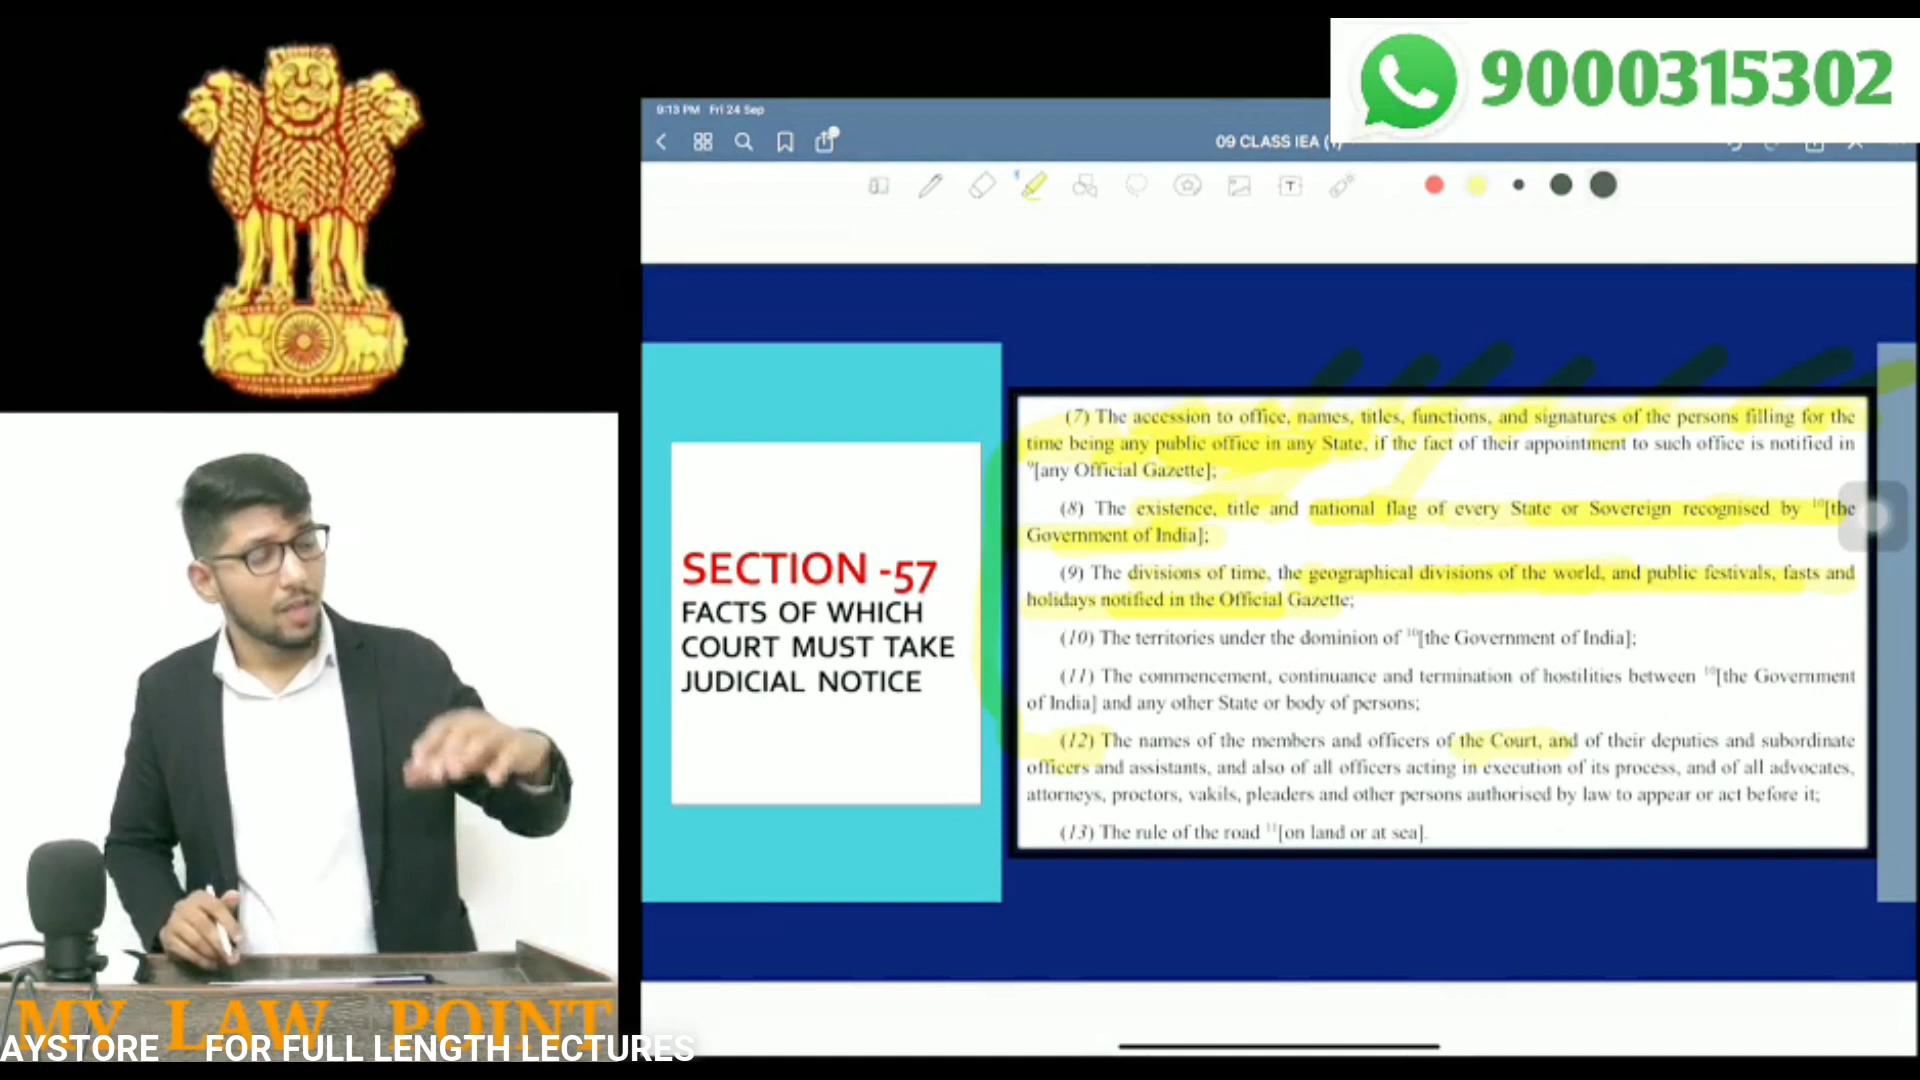 9000315302
9:13 PM Fri 24 Sep
09 CLASS IEA (1)
SECTION -57
FACTS OF WHICH
COURT MUST TAKE
JUDICIAL NOTICE
(7) The accession to office, names, titles, functions, and signatures of the persons filling for the
time being any public office in any State, if the fact of their appointment to such office is notified in
9[any Official Gazette];
(8) The existence, title and national flag of every State or Sovereign recognised by 10[the
Government of India];
(9) The divisions of time, the geographical divisions of the world, and public festivals, fasts and
holidays notified in the Official Gazette;
(10) The territories under the dominion of 10[the Government of India];
(11) The commencement, continuance and termination of hostilities between 10[the Government
of India] and any other State or body of persons;
(12) The names of the members and officers of the Court, and of their deputies and subordinate
officers and assistants, and also of all officers acting in execution of its process, and of all advocates,
attorneys, proctors, vakils, pleaders and other persons authorised by law to appear or act before it;
(13) The rule of the road 11[on land or at sea].
MY LAW POINT
AYSTORE FOR FULL LENGTH LECTURES